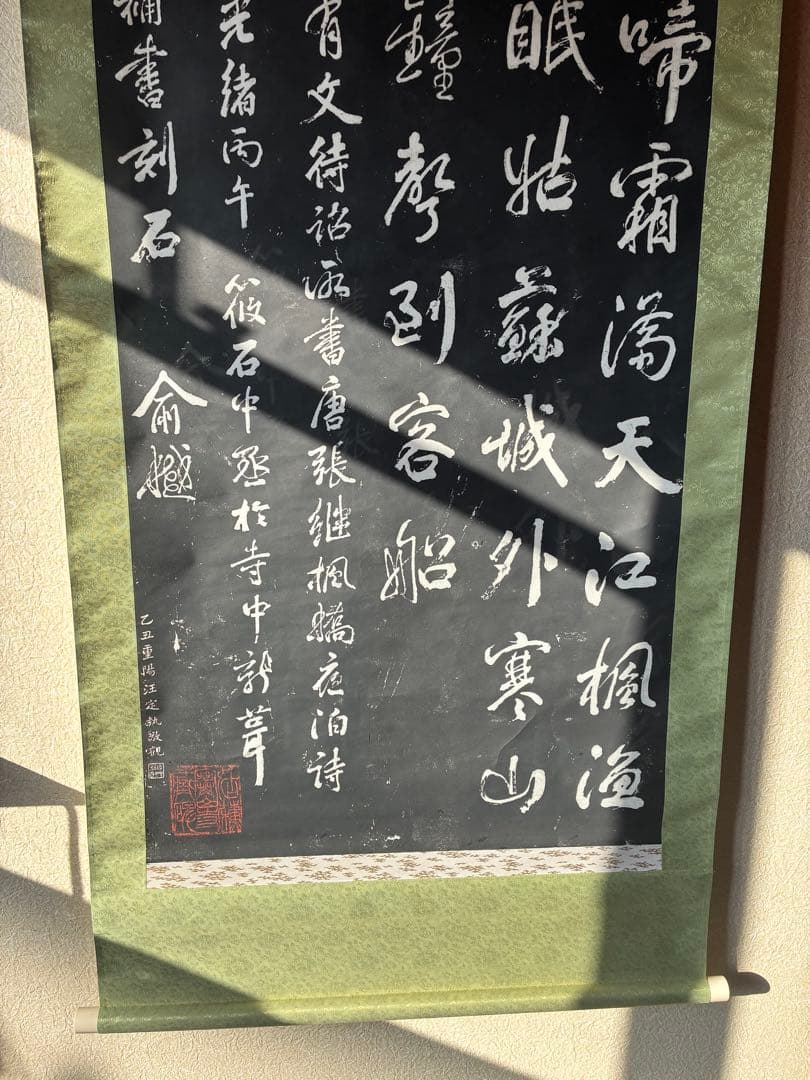 啼霜满天江楓漁
眠姑蘇城外寒山
鐘聲到客船
有文待詔所書唐張繼楓橋夜泊詩
光緒丙午 筱石中丞於寺中新葺
補書刻石 俞樾
乙丑重陽汪定執敬觀